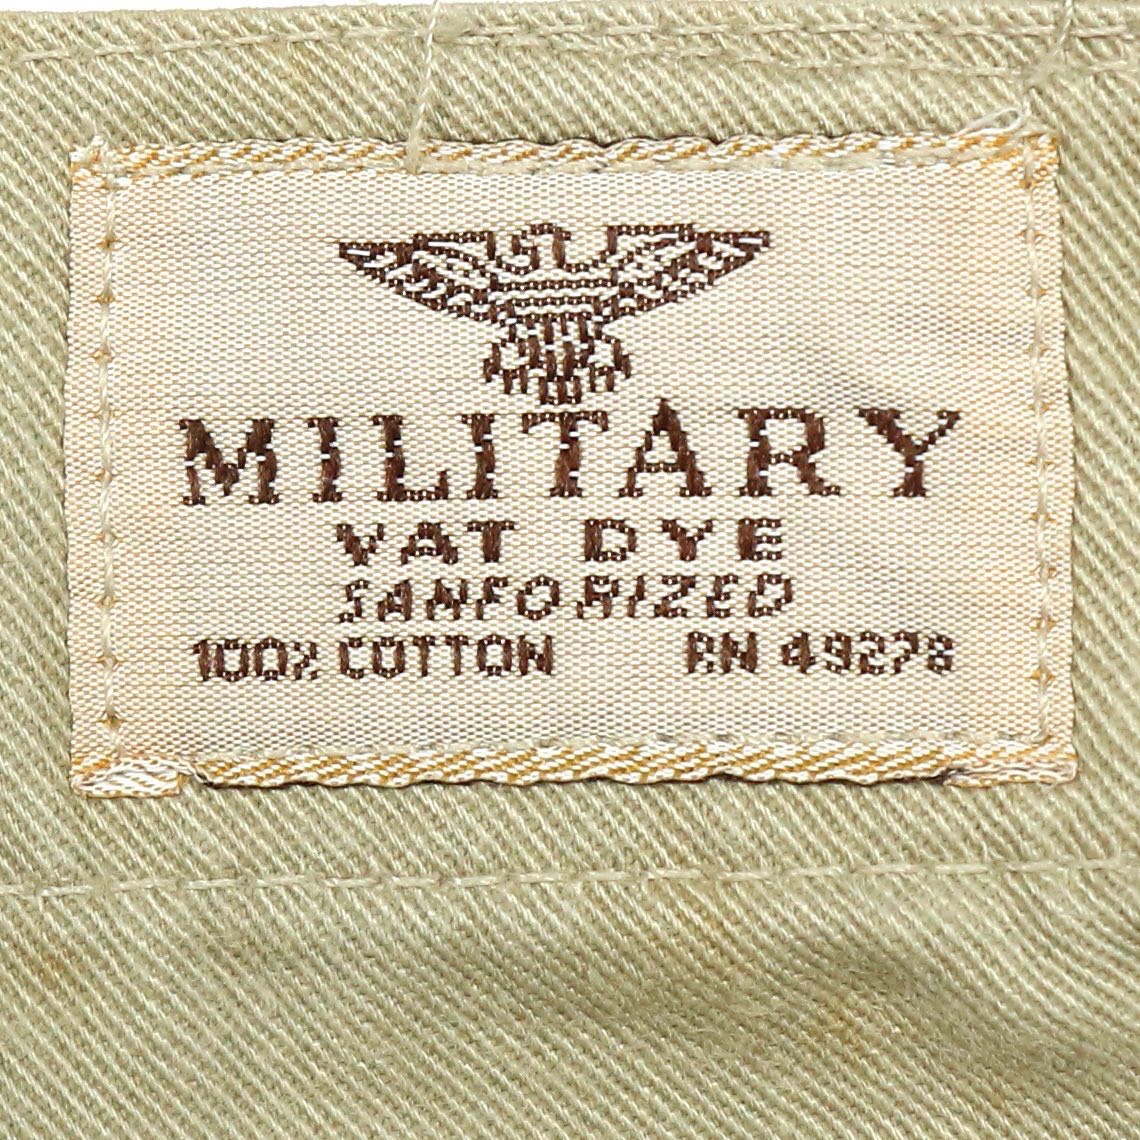 MILITARY
VAT DYE
SANFORIZED
100% COTTON RN 49278